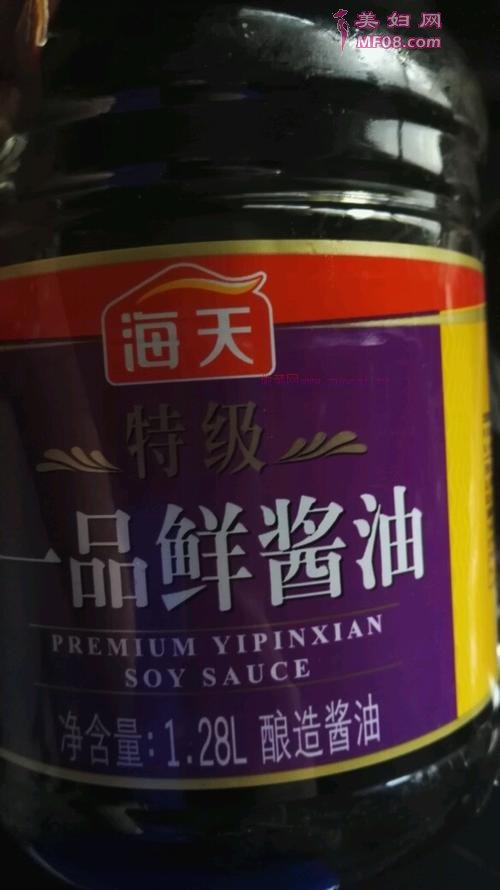 美妇网
MF08.com
海天
特级
一品鲜酱油
PREMIUM YIPINXIAN
SOY SAUCE
净含量:1.28L 酿造酱油